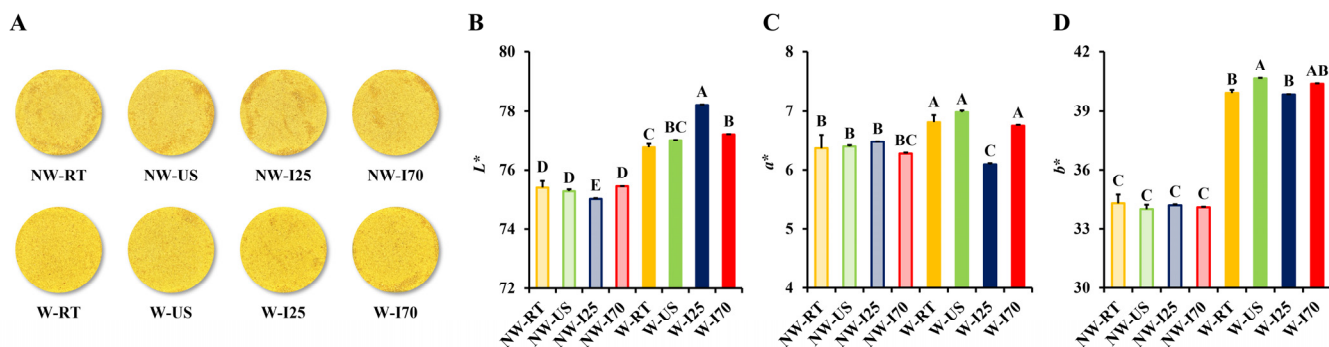 A
NW-RT NW-US NW-I25 NW-I70
W-RT W-US W-I25 W-I70
B
80
78
76
74
72
L*
D D E D C BC A B
NW-RT NW-US NW-I25 NW-I70 W-RT W-US W-I25 W-I70
C
8
7
6
5
4
a*
B B B BC A A C A
NW-RT NW-US NW-I25 NW-I70 W-RT W-US W-I25 W-I70
D
42
39
36
33
30
b*
C C C C B A B AB
NW-RT NW-US NW-I25 NW-I70 W-RT W-US W-I25 W-I70